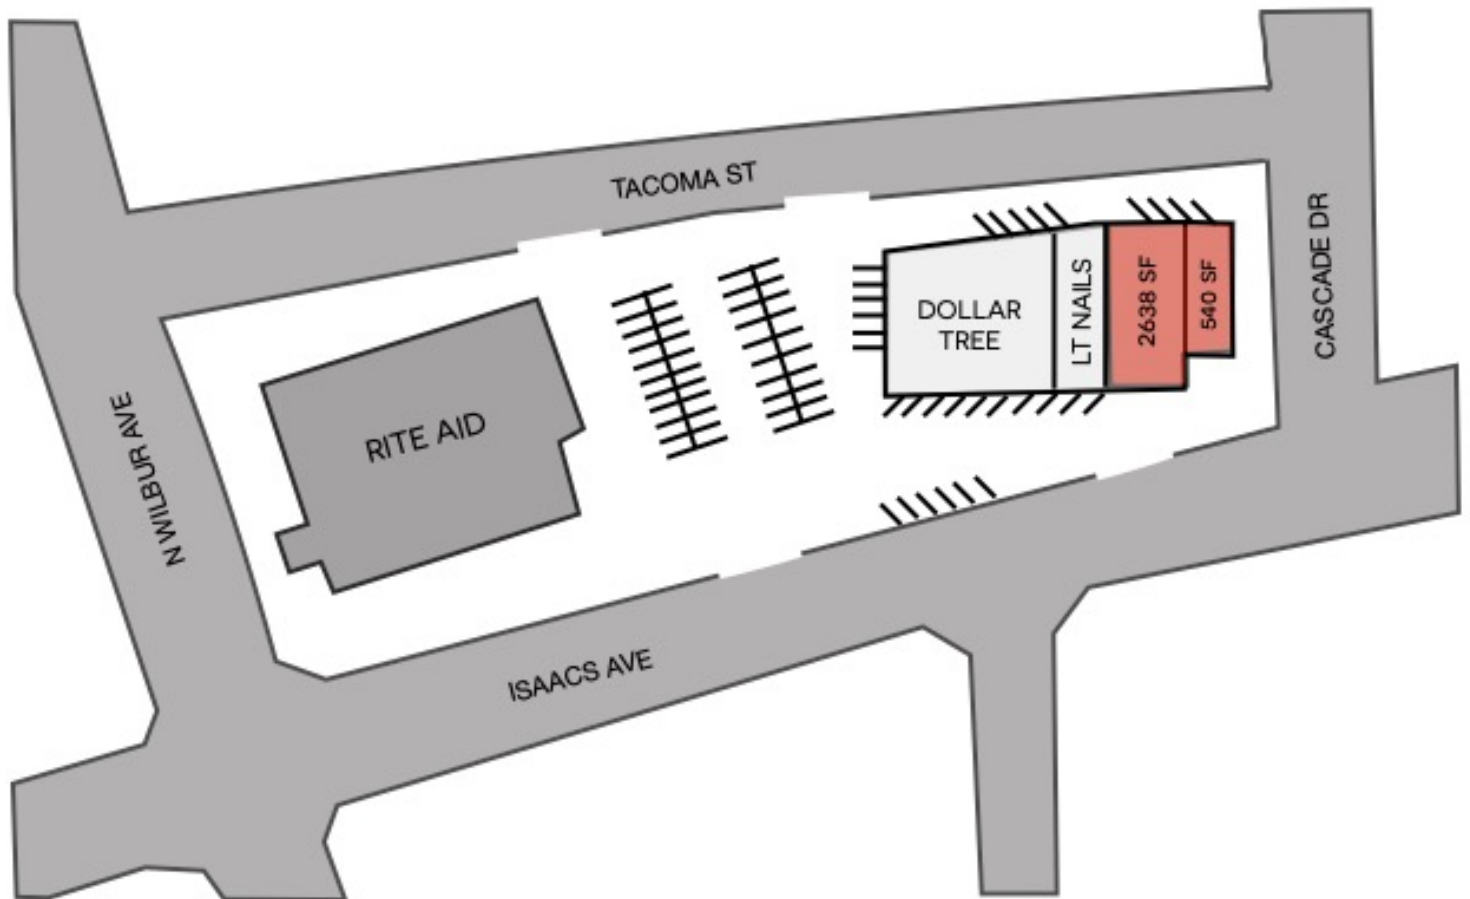 TACOMA ST
CASCADE DR
DOLLAR
TREE
LT NAILS
2638 SF
540 SF
N WILBUR AVE
RITE AID
ISAACS AVE